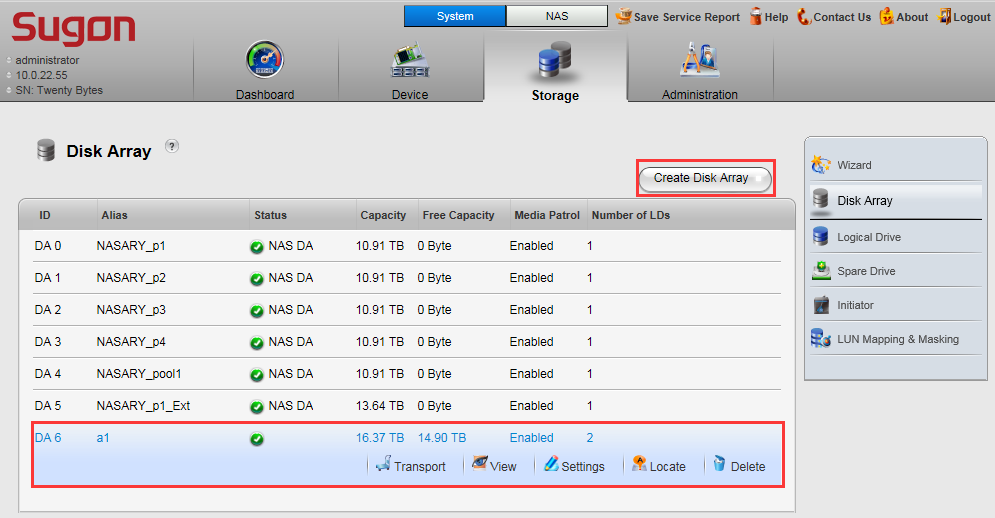 Sugon
System NAS Save Service Report Help Contact Us About Logout
administrator
10.0.22.55
SN: Twenty Bytes
Dashboard Device Storage Administration
Disk Array ?
Create Disk Array
ID Alias Status Capacity Free Capacity Media Patrol Number of LDs
DA 0 NASARY_p1 NAS DA 10.91 TB 0 Byte Enabled 1
DA 1 NASARY_p2 NAS DA 10.91 TB 0 Byte Enabled 1
DA 2 NASARY_p3 NAS DA 10.91 TB 0 Byte Enabled 1
DA 3 NASARY_p4 NAS DA 10.91 TB 0 Byte Enabled 1
DA 4 NASARY_pool1 NAS DA 10.91 TB 0 Byte Enabled 1
DA 5 NASARY_p1_Ext NAS DA 13.64 TB 0 Byte Enabled 1
DA 6 a1 16.37 TB 14.90 TB Enabled 2
Transport View Settings Locate Delete
Wizard
Disk Array
Logical Drive
Spare Drive
Initiator
LUN Mapping & Masking